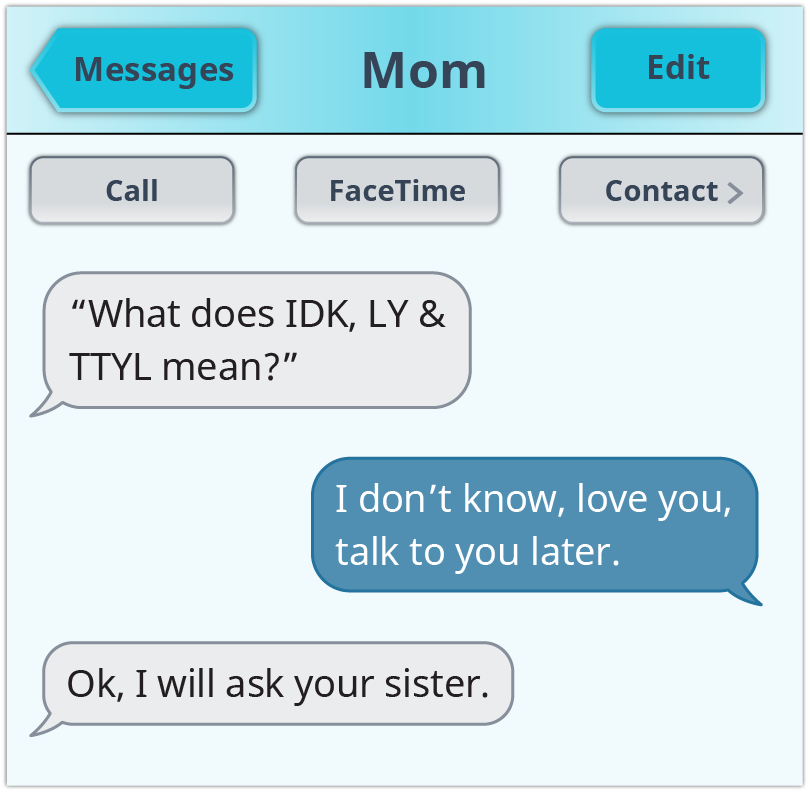 Messages
Mom
Edit
Call
FaceTime
Contact
“What does IDK, LY &
TTYL mean?”
I don’t know, love you,
talk to you later.
Ok, I will ask your sister.